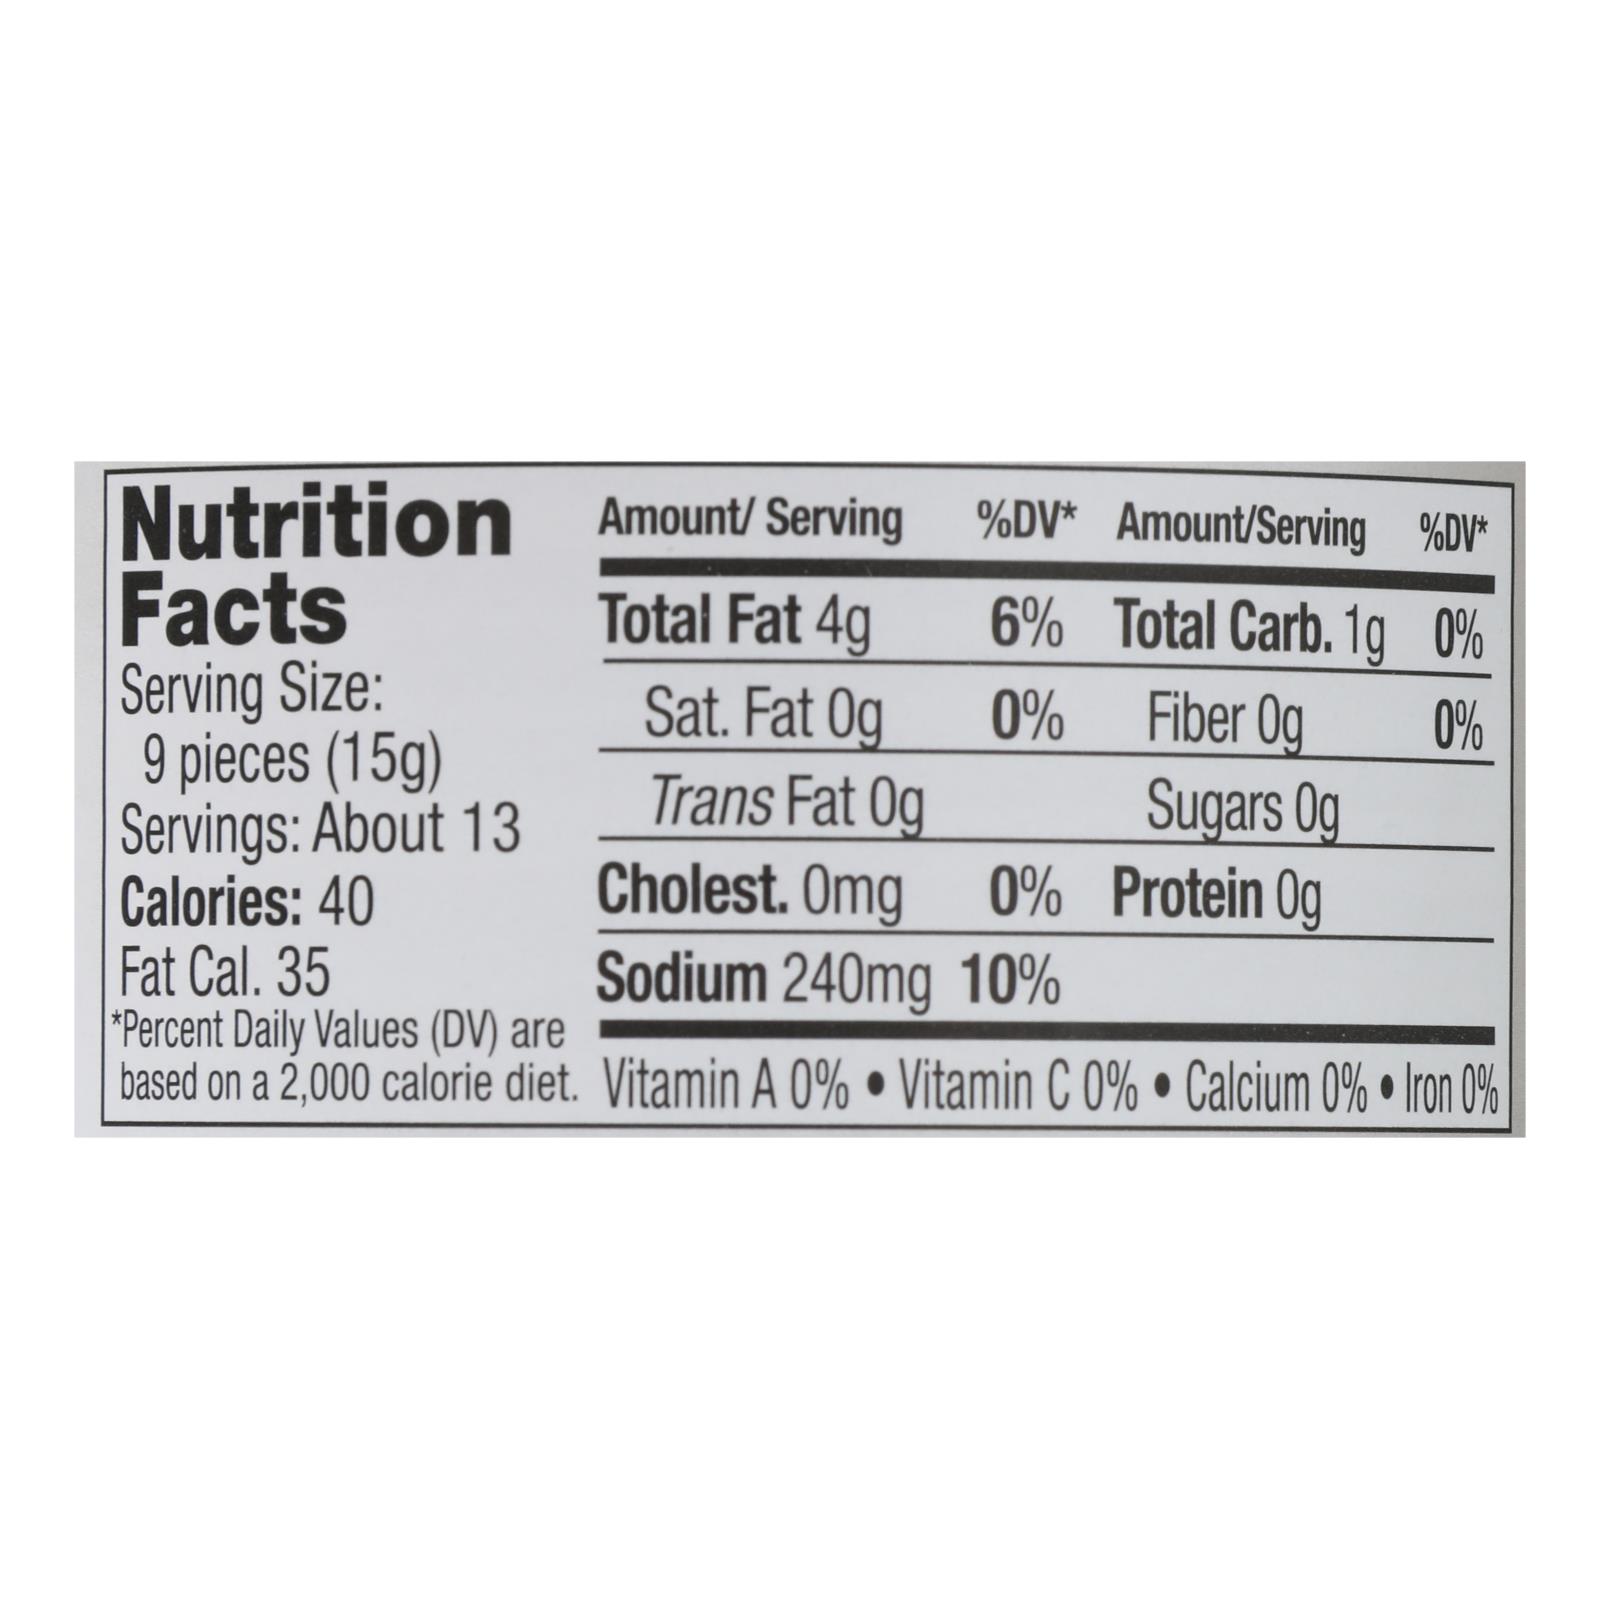 Nutrition
Facts
Serving Size:
9 pieces (15g)
Servings: About 13
Calories: 40
Fat Cal. 35
*Percent Daily Values (DV) are
based on a 2,000 calorie diet.
Amount/ Serving %DV* Amount/Serving %DV*
Total Fat 4g 6% Total Carb. 1g 0%
Sat. Fat 0g 0% Fiber 0g 0%
Trans Fat 0g Sugars 0g
Cholest. 0mg 0% Protein 0g
Sodium 240mg 10%
Vitamin A 0% • Vitamin C 0% • Calcium 0% • Iron 0%